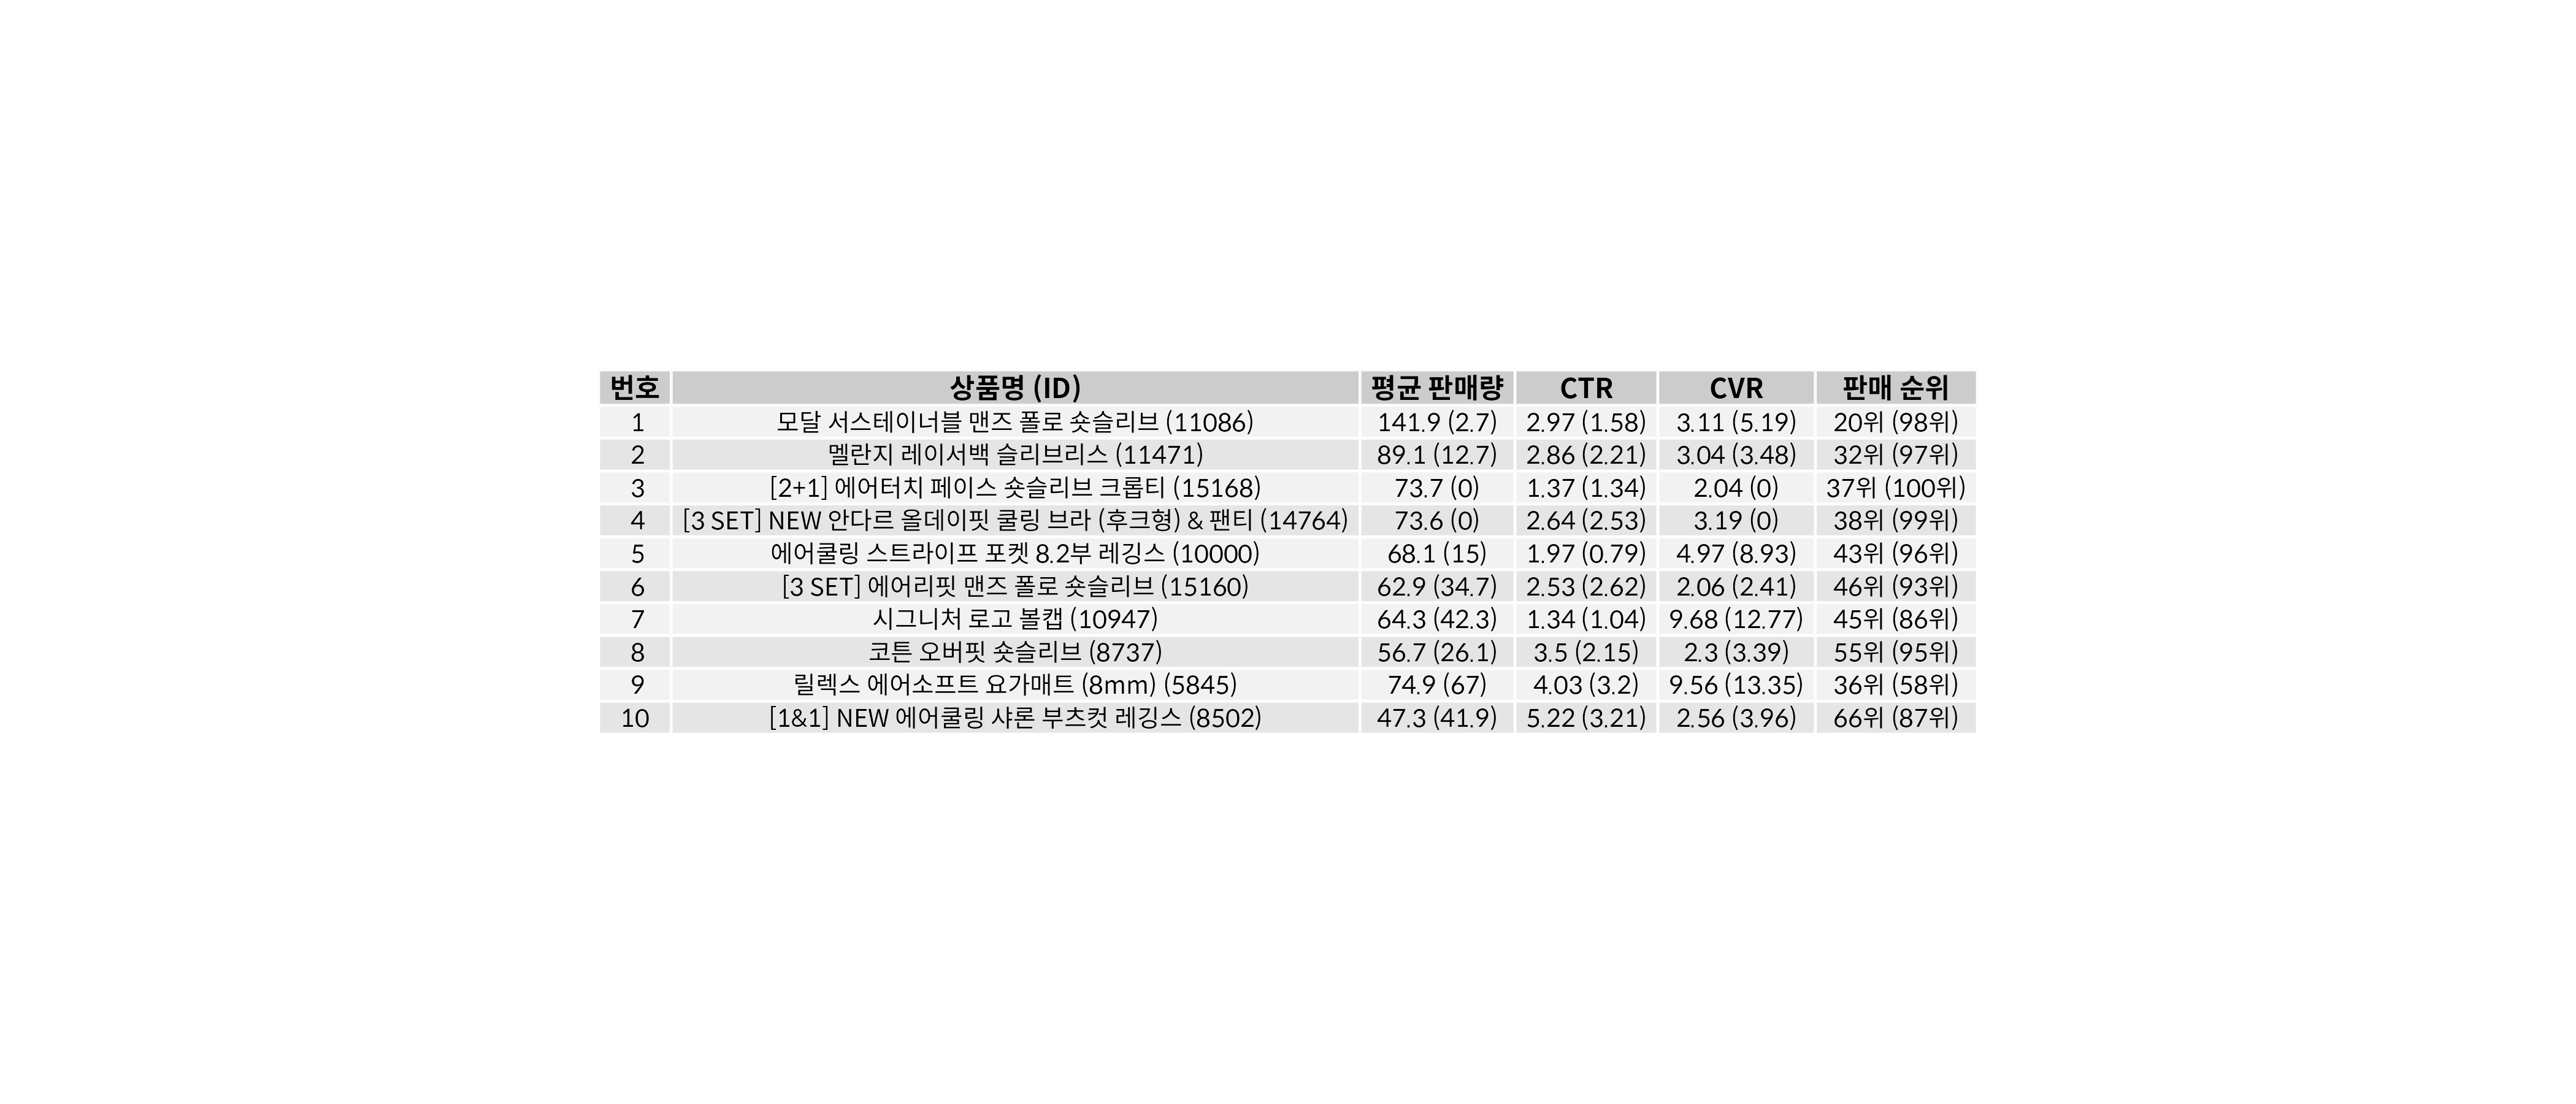 번호 상품명 (ID) 평균 판매량 CTR CVR 판매 순위
1 모달 서스테이너블 맨즈 폴로 숏슬리브 (11086) 141.9 (2.7) 2.97 (1.58) 3.11 (5.19) 20위 (98위)
2 멜란지 레이서백 슬리브리스 (11471) 89.1 (12.7) 2.86 (2.21) 3.04 (3.48) 32위 (97위)
3 [2+1] 에어터치 페이스 숏슬리브 크롭티 (15168) 73.7 (0) 1.37 (1.34) 2.04 (0) 37위 (100위)
4 [3 SET] NEW 안다르 올데이핏 쿨링 브라 (후크형) & 팬티 (14764) 73.6 (0) 2.64 (2.53) 3.19 (0) 38위 (99위)
5 에어쿨링 스트라이프 포켓 8.2부 레깅스 (10000) 68.1 (15) 1.97 (0.79) 4.97 (8.93) 43위 (96위)
6 [3 SET] 에어리핏 맨즈 폴로 숏슬리브 (15160) 62.9 (34.7) 2.53 (2.62) 2.06 (2.41) 46위 (93위)
7 시그니처 로고 볼캡 (10947) 64.3 (42.3) 1.34 (1.04) 9.68 (12.77) 45위 (86위)
8 코튼 오버핏 숏슬리브 (8737) 56.7 (26.1) 3.5 (2.15) 2.3 (3.39) 55위 (95위)
9 릴렉스 에어소프트 요가매트 (8mm) (5845) 74.9 (67) 4.03 (3.2) 9.56 (13.35) 36위 (58위)
10 [1&1] NEW 에어쿨링 샤론 부츠컷 레깅스 (8502) 47.3 (41.9) 5.22 (3.21) 2.56 (3.96) 66위 (87위)